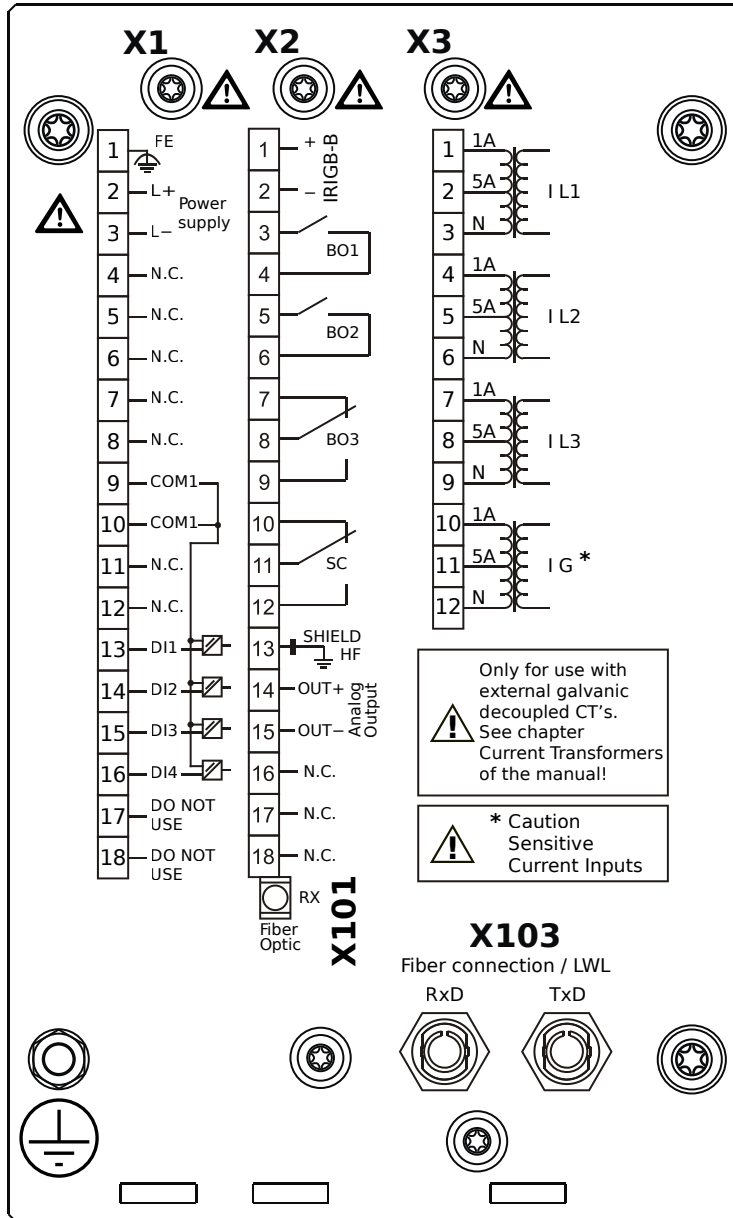 X1
X2
X3
1 FE
2 L+ Power
3 L− supply
4 N.C.
5 N.C.
6 N.C.
7 N.C.
8 N.C.
9 COM1
10 COM1
11 N.C.
12 N.C.
13 DI1
14 DI2
15 DI3
16 DI4
17 DO NOT
USE
18 DO NOT
USE
1 +
2 −
IRIGB-B
3
BO1
4
5
BO2
6
7
8 BO3
9
10
11 SC
12
13 SHIELD
HF
14 OUT+
15 OUT−
Analog
Output
16 N.C.
17 N.C.
18 N.C.
RX
Fiber
Optic
X101
1 1A
2 5A I L1
3 N
4 1A
5 5A I L2
6 N
7 1A
8 5A I L3
9 N
10 1A
11 5A I G *
12 N
! Only for use with
external galvanic
decoupled CT's.
See chapter
Current Transformers
of the manual!
! * Caution
Sensitive
Current Inputs
X103
Fiber connection / LWL
RxD TxD